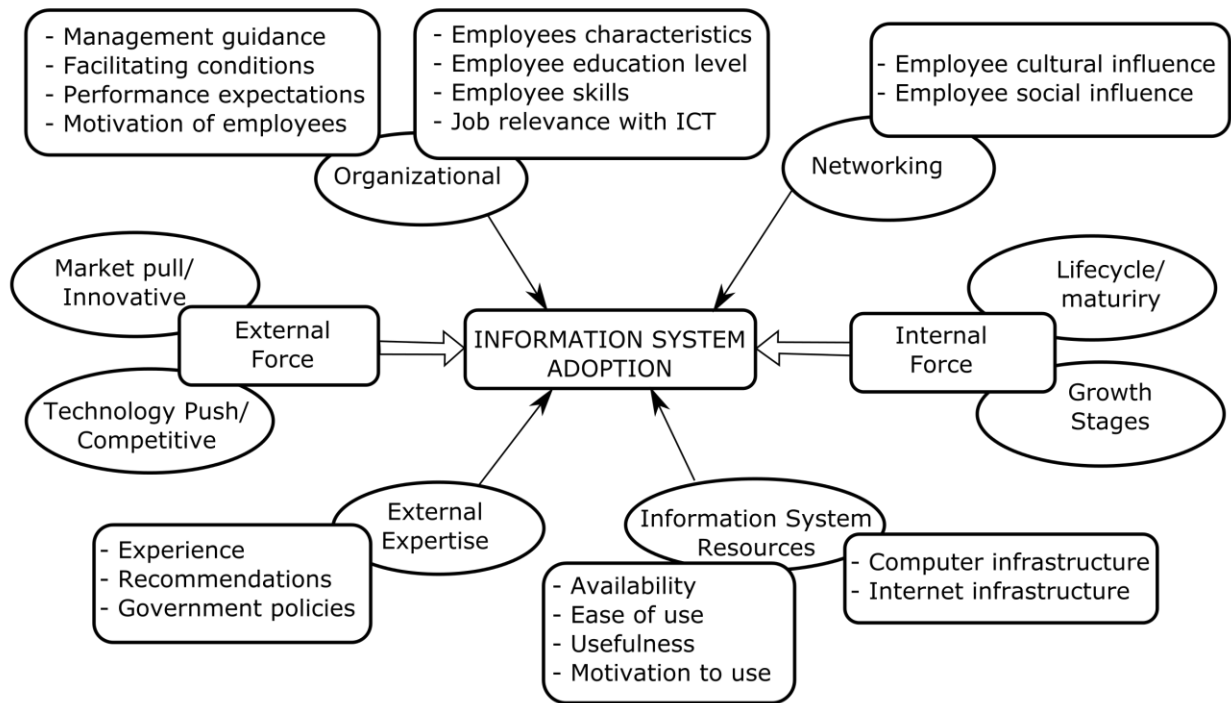 - Management guidance
- Facilitating conditions
- Performance expectations
- Motivation of employees
- Employees characteristics
- Employee education level
- Employee skills
- Job relevance with ICT
- Employee cultural influence
- Employee social influence
Organizational
Networking
Market pull/
Innovative
External
Force
Technology Push/
Competitive
INFORMATION SYSTEM
ADOPTION
Internal
Force
Lifecycle/
maturiry
Growth
Stages
External
Expertise
- Experience
- Recommendations
- Government policies
Information System
Resources
- Availability
- Ease of use
- Usefulness
- Motivation to use
- Computer infrastructure
- Internet infrastructure